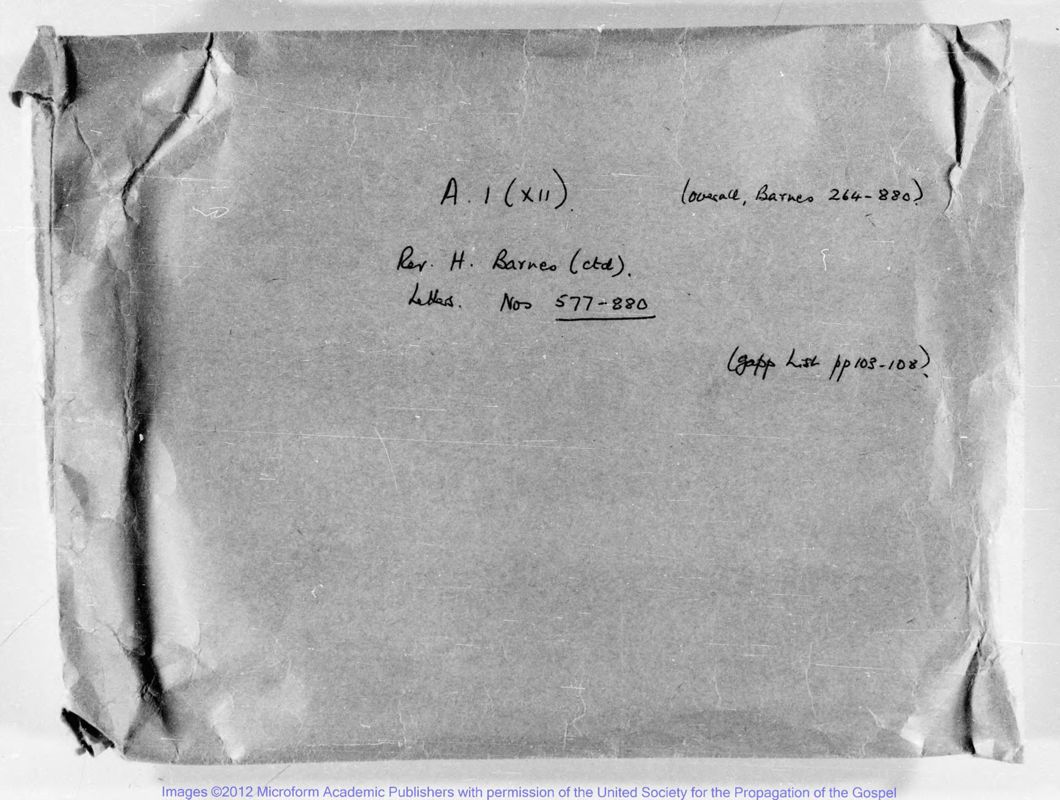 A. 1 (XII).
(overall, Barnes 264-880)
Rev. H. Barnes (ctd).
Letters. Nos 577-880
(gapp List pp 103-108)
Images ©2012 Microform Academic Publishers with permission of the United Society for the Propagation of the Gospel